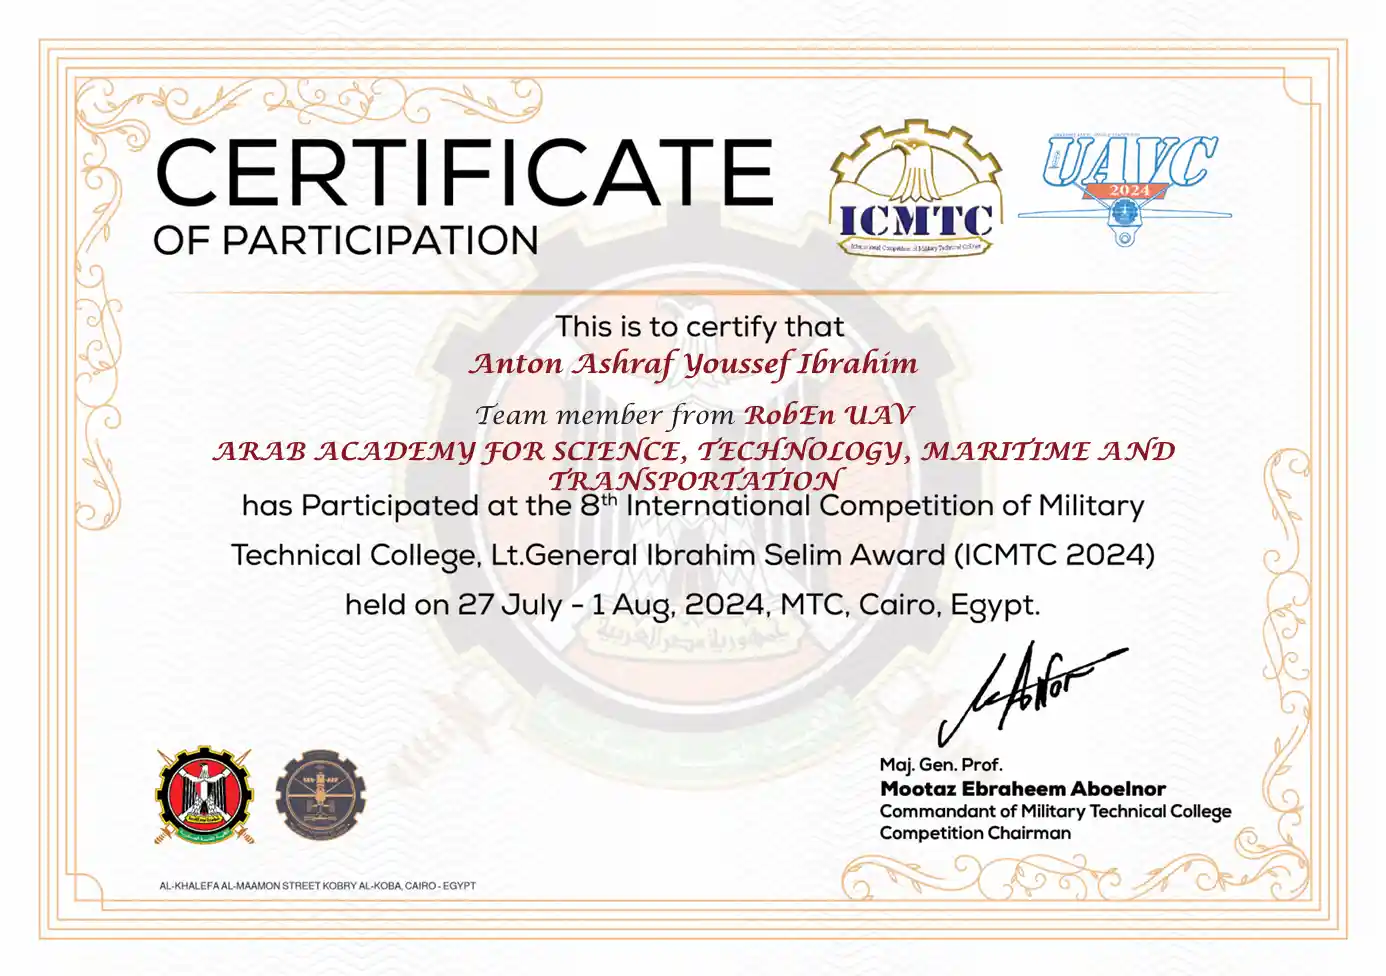 CERTIFICATE
OF PARTICIPATION
ICMTC
International Competition of Military Technical College
UAVC
2024
This is to certify that
Anton Ashraf Youssef Ibrahim
Team member from RobEn UAV
ARAB ACADEMY FOR SCIENCE, TECHNOLOGY, MARITIME AND
TRANSPORTATION
has Participated at the 8th International Competition of Military
Technical College, Lt.General Ibrahim Selim Award (ICMTC 2024)
held on 27 July - 1 Aug, 2024, MTC, Cairo, Egypt.
جمهورية مصر العربية
Maj. Gen. Prof.
Mootaz Ebraheem Aboelnor
Commandant of Military Technical College
Competition Chairman
AL-KHALEFA AL-MAAMON STREET KOBRY AL-KOBA, CAIRO - EGYPT